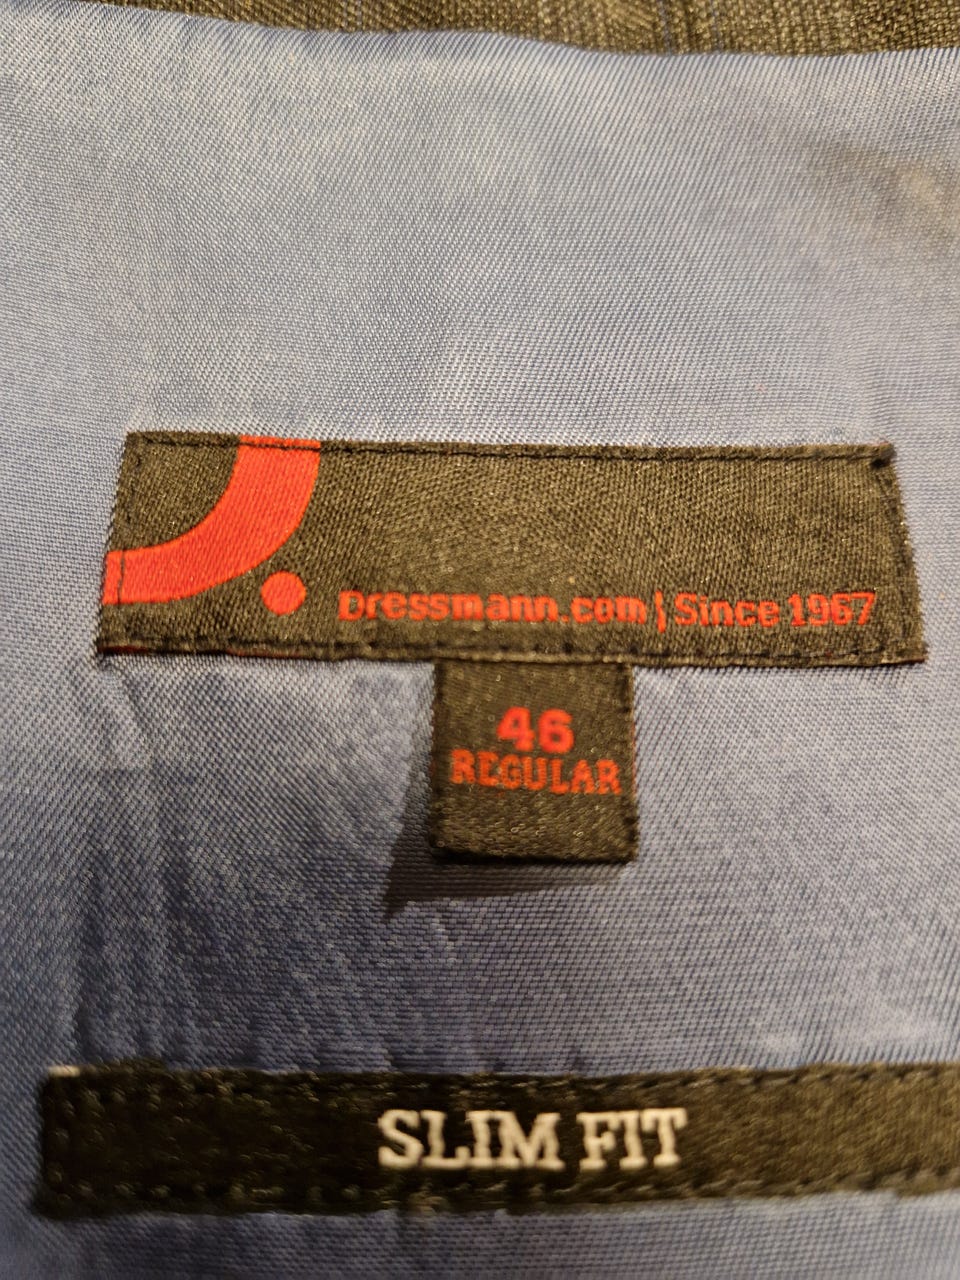 Dressmann.com | Since 1967
46
REGULAR
SLIM FIT